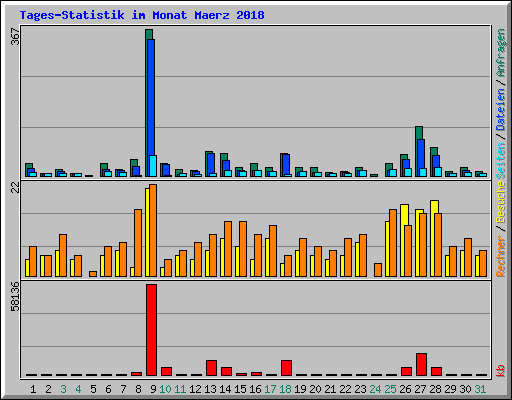 Tages-Statistik im Monat Maerz 2018
367
22
58136
Rechner / Besuche Seiten / Dateien / Anfragen
kb
1 2 3 4 5 6 7 8 9 10 11 12 13 14 15 16 17 18 19 20 21 22 23 24 25 26 27 28 29 30 31